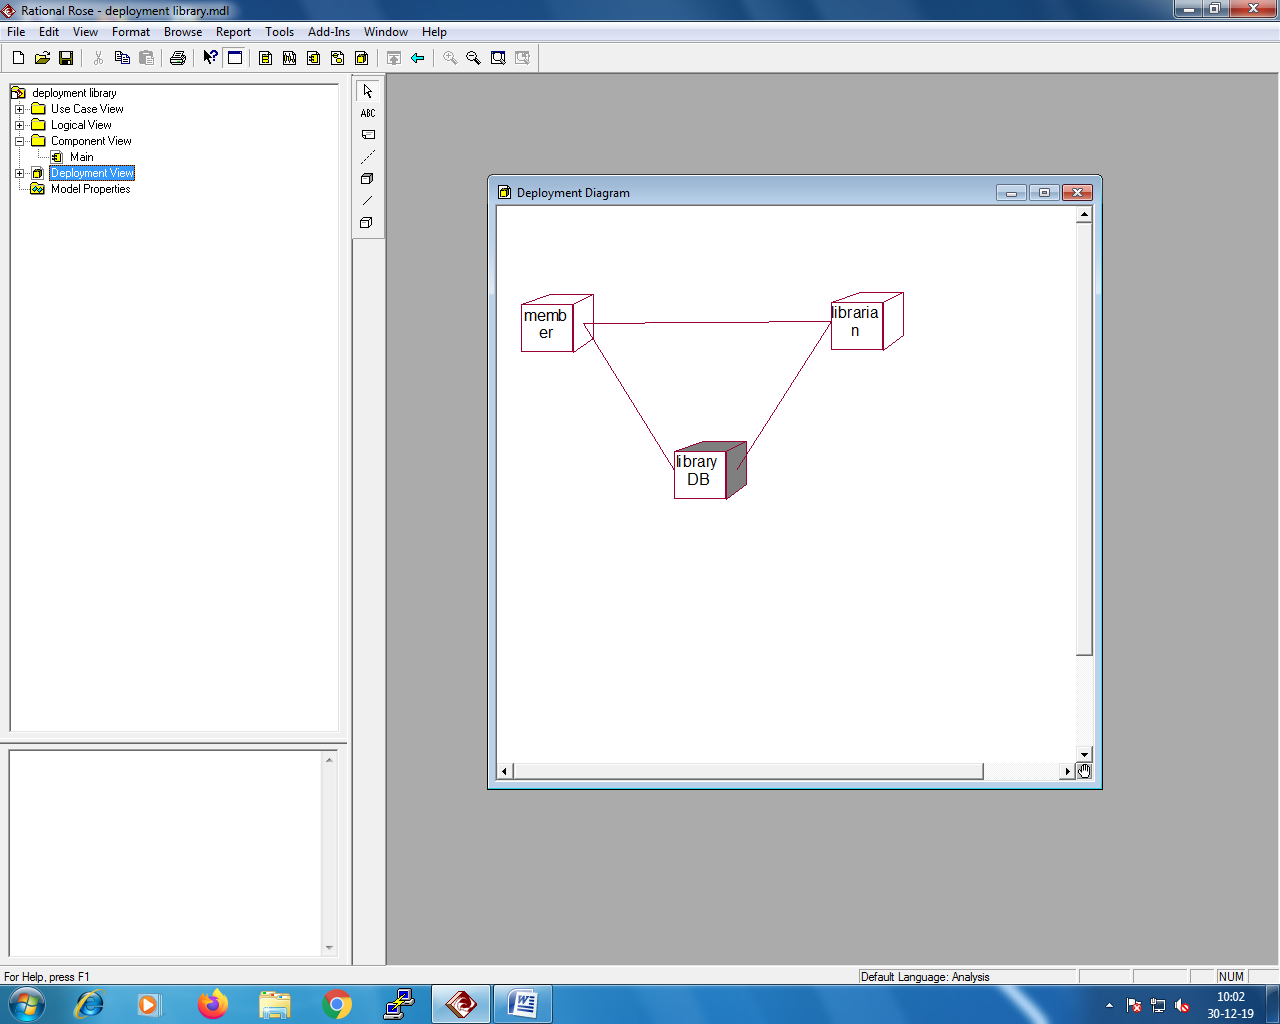 Rational Rose - deployment library.mdl
File Edit View Format Browse Report Tools Add-Ins Window Help
deployment library
Use Case View
Logical View
Component View
Main
Deployment View
Model Properties
ABC
Deployment Diagram
memb
er
libraria
n
library
DB
For Help, press F1
Default Language: Analysis
NUM
10:02
30-12-19